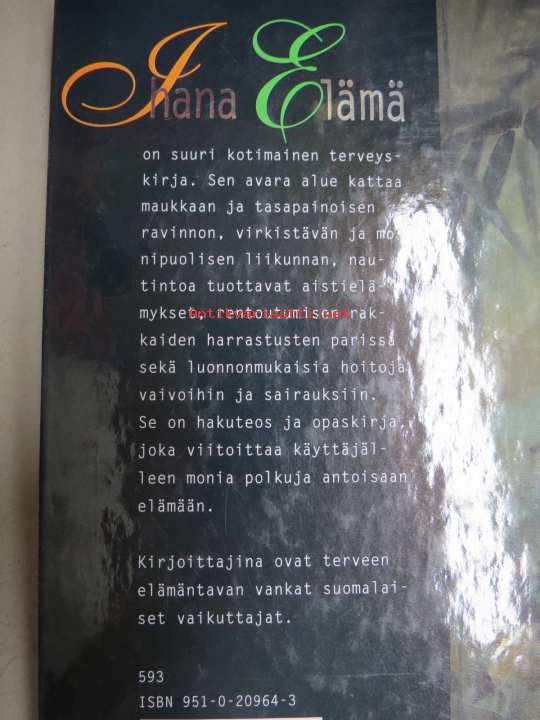 Ihana Elämä
on suuri kotimainen terveys-
kirja. Sen avara alue kattaa
maukkaan ja tasapainoisen
ravinnon, virkistävän ja mo-
nipuolisen liikunnan, nau-
tintoa tuottavat aistielä-
mykset, rentoutumisen rak-
kaiden harrastusten parissa
sekä luonnonmukaisia hoitoja
vaivoihin ja sairauksiin.
Se on hakuteos ja opaskirja,
joka viitoittaa käyttäjäl-
leen monia polkuja antoisaan
elämään.
Kirjoittajina ovat terveen
elämäntavan vankat suomalai-
set vaikuttajat.
593
ISBN 951-0-20964-3